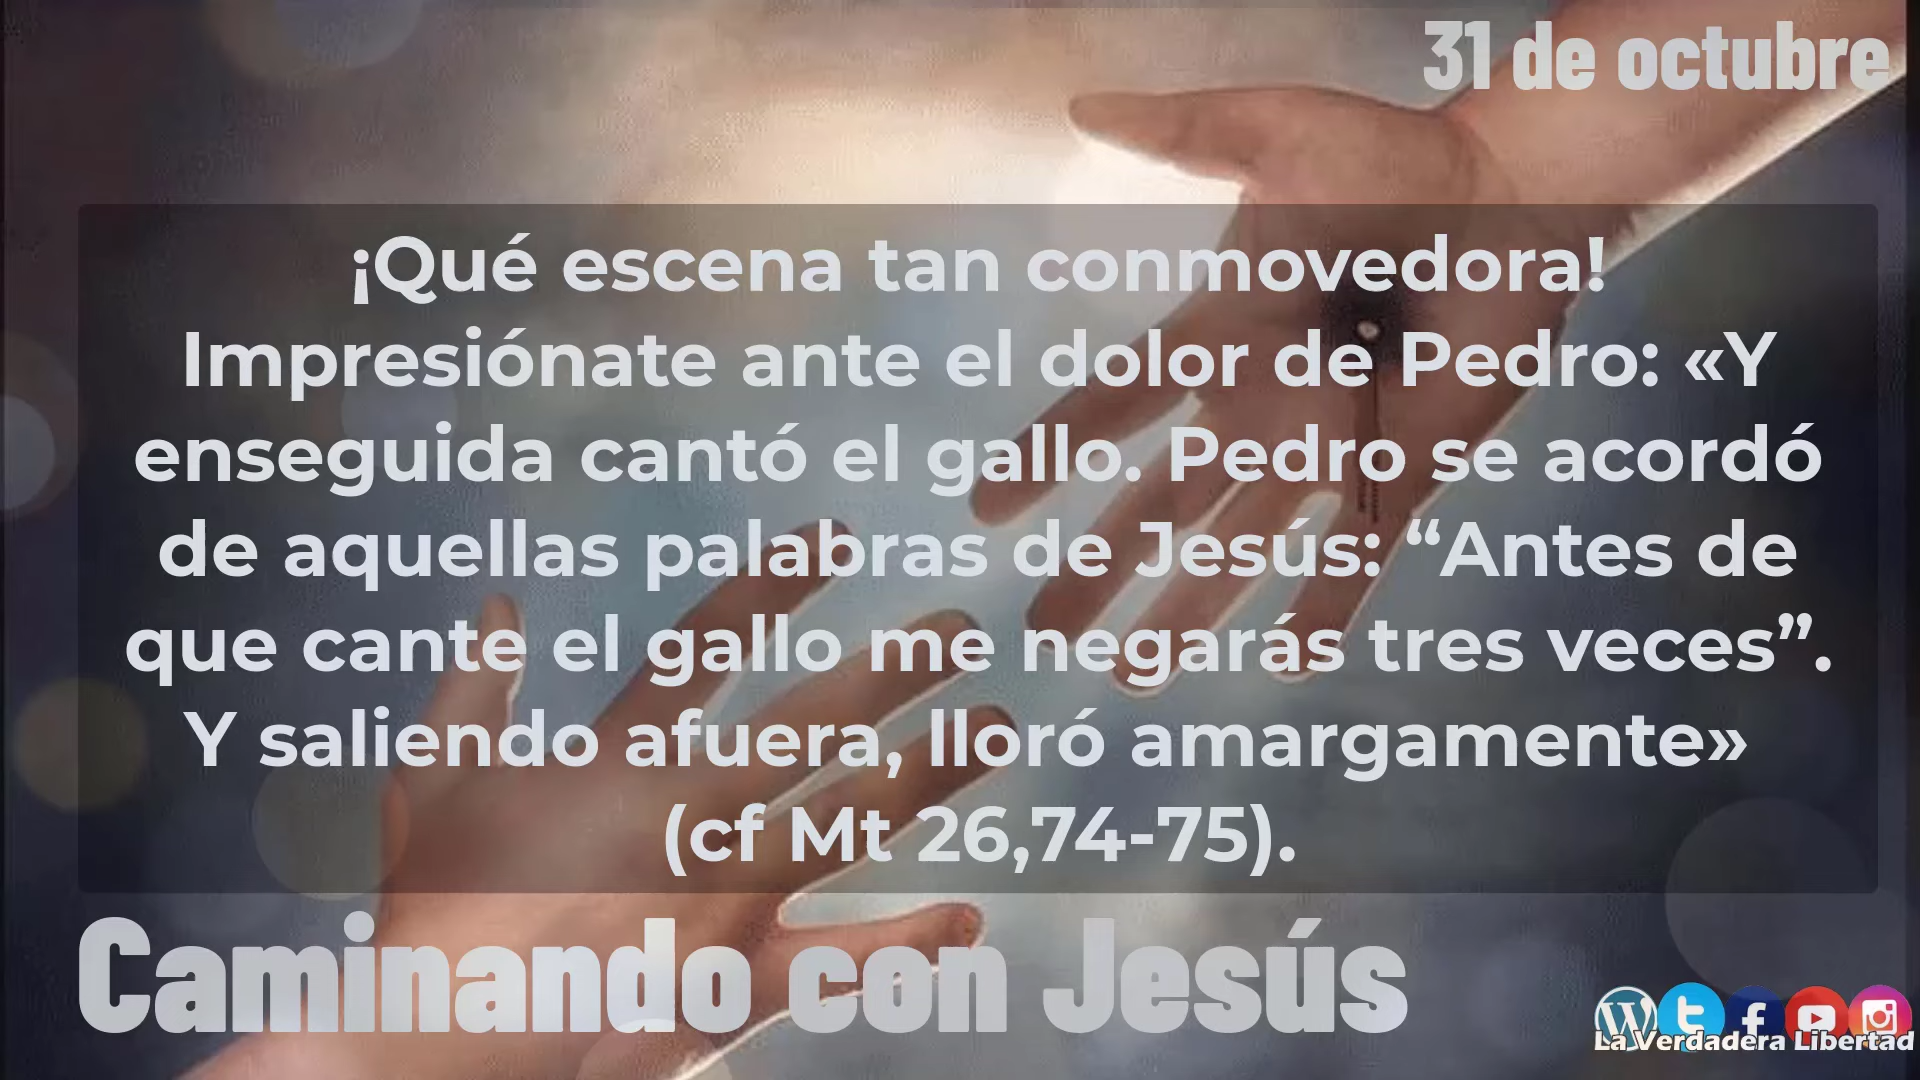 31 de octubre
¡Qué escena tan conmovedora!
Impresiónate ante el dolor de Pedro: «Y
enseguida cantó el gallo. Pedro se acordó
de aquellas palabras de Jesús: “Antes de
que cante el gallo me negarás tres veces”.
Y saliendo afuera, lloró amargamente»
(cf Mt 26,74-75).
Caminando con Jesús
La Verdadera Libertad